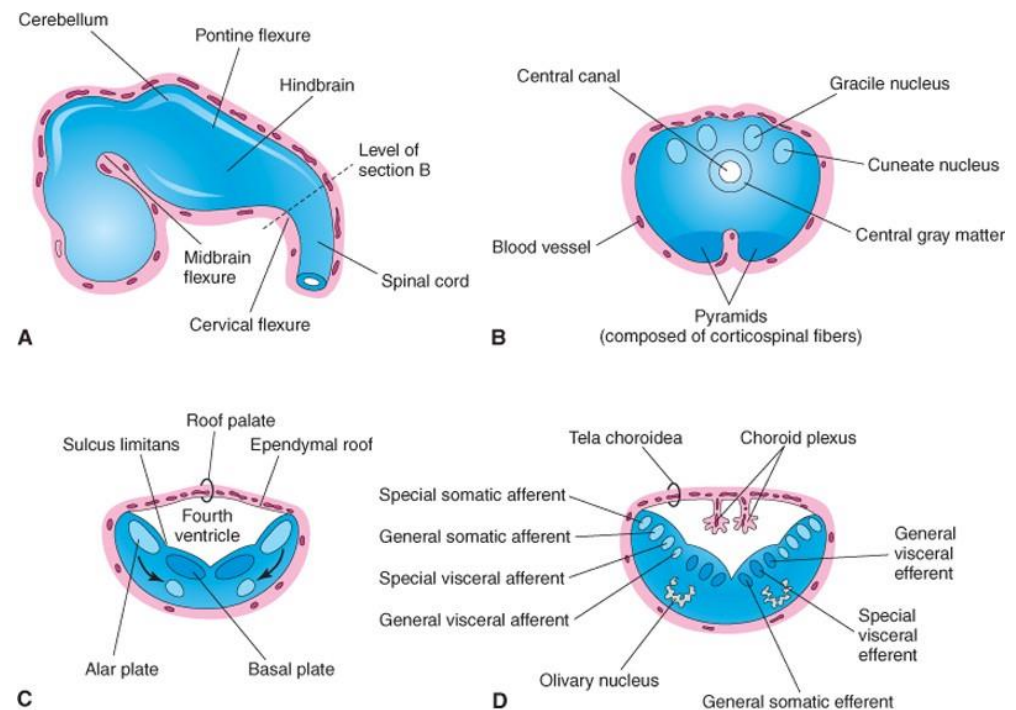 Cerebellum
Pontine flexure
Hindbrain
Level of
section B
Midbrain
flexure
Spinal cord
Cervical flexure
A
Central canal
Gracile nucleus
Cuneate nucleus
Blood vessel
Central gray matter
Pyramids
(composed of corticospinal fibers)
B
Roof palate
Sulcus limitans
Ependymal roof
Fourth
ventricle
Alar plate
Basal plate
C
Tela choroidea
Choroid plexus
Special somatic afferent
General somatic afferent
Special visceral afferent
General visceral afferent
General
visceral
efferent
Special
visceral
efferent
Olivary nucleus
General somatic efferent
D